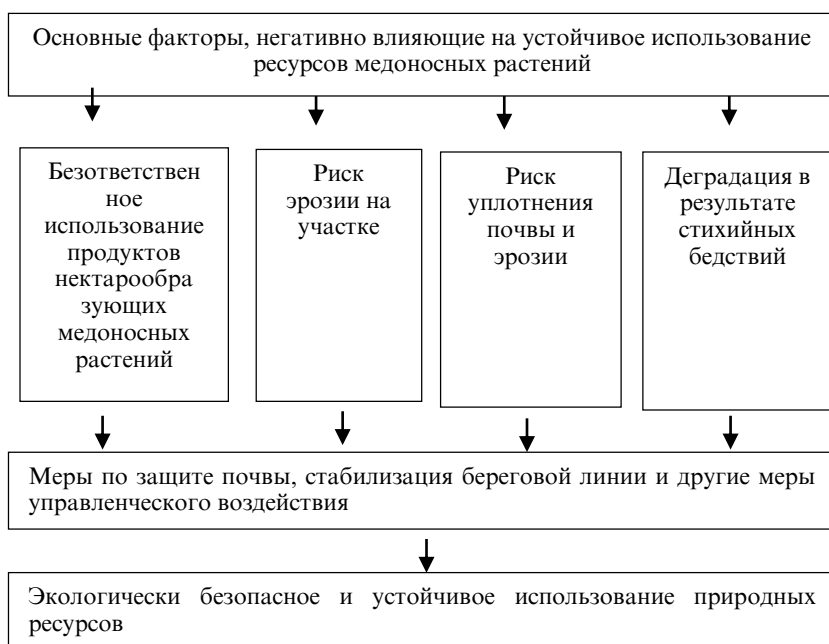 Основные факторы, негативно влияющие на устойчивое использование
ресурсов медоносных растений
Безответствен
ное
использование
продуктов
нектарообра
зующих
медоносных
растений
Риск
эрозии на
участке
Риск
уплотнения
почвы и
эрозии
Деградация в
результате
стихийных
бедствий
Меры по защите почвы, стабилизация береговой линии и другие меры
управленческого воздействия
Экологически безопасное и устойчивое использование природных
ресурсов